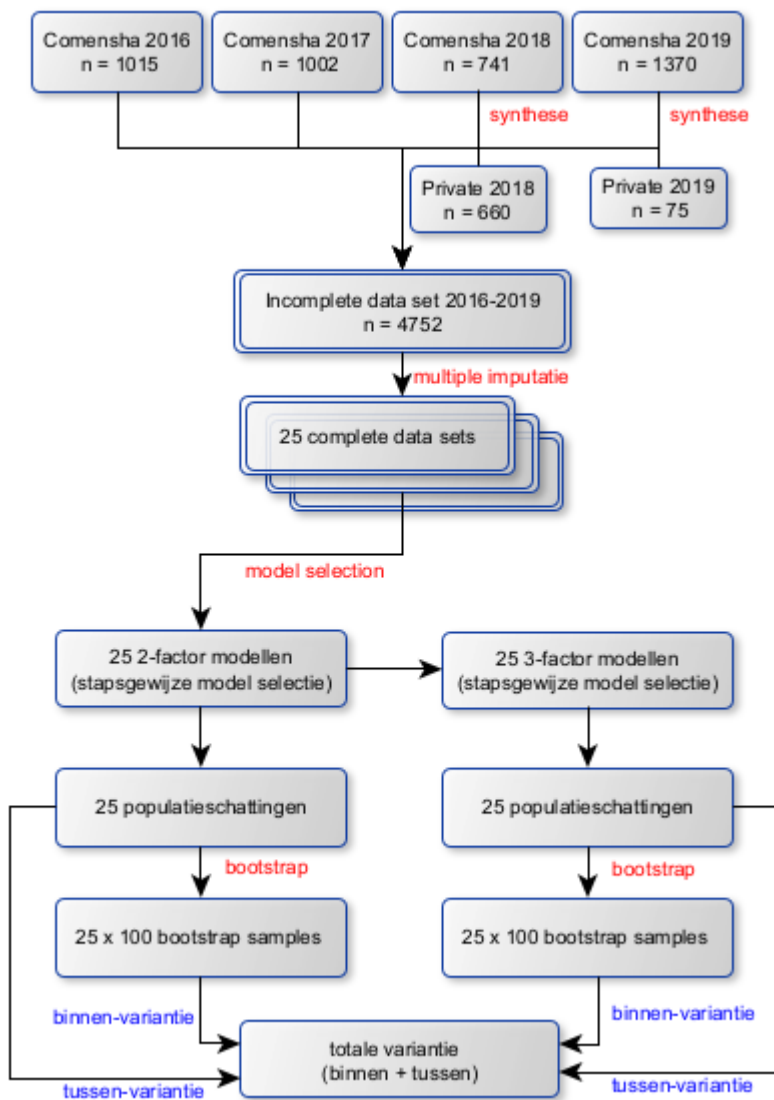 Comensha 2016
n = 1015
Comensha 2017
n = 1002
Comensha 2018
n = 741
Comensha 2019
n = 1370
synthese
synthese
Private 2018
n = 660
Private 2019
n = 75
Incomplete data set 2016-2019
n = 4752
multiple imputatie
25 complete data sets
model selection
25 2-factor modellen
(stapsgewijze model selectie)
25 3-factor modellen
(stapsgewijze model selectie)
25 populatieschattingen
25 populatieschattingen
bootstrap
bootstrap
25 x 100 bootstrap samples
25 x 100 bootstrap samples
binnen-variantie
binnen-variantie
totale variantie
(binnen + tussen)
tussen-variantie
tussen-variantie